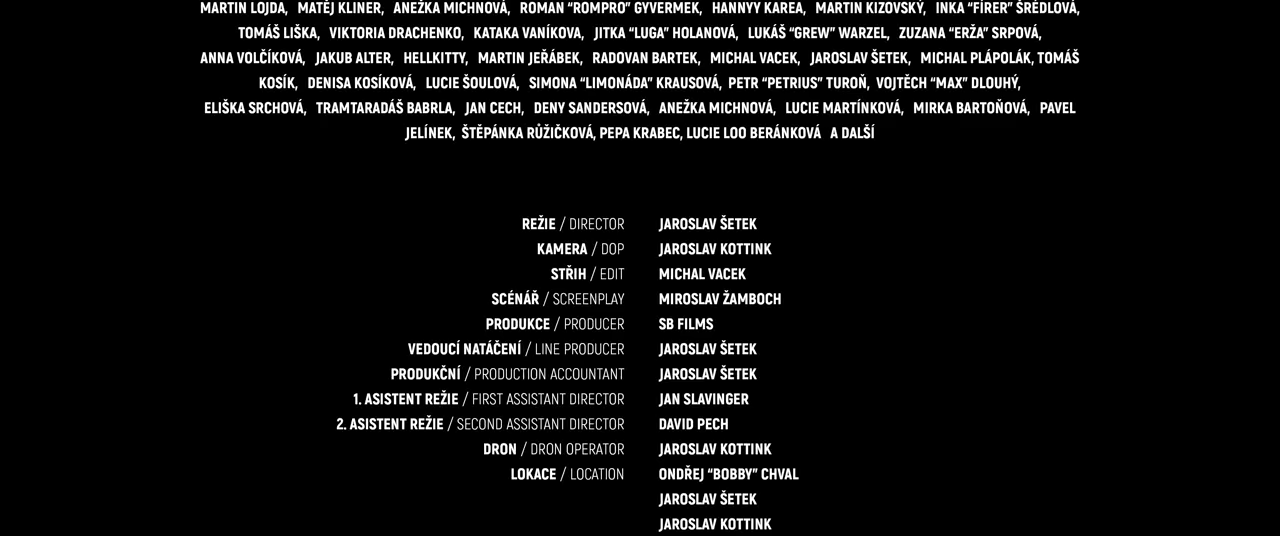 MARTIN LOJDA, MATĚJ KLINER, ANEŽKA MICHNOVÁ, ROMAN “ROMPRO” GYVERMEK, HANNYY KAREA, MARTIN KIZOVSKÝ, INKA “FÍRER” ŠRÉDLOVÁ,
TOMÁŠ LIŠKA, VIKTORIA DRACHENKO, KATAKA VANÍKOVA, JITKA “LUGA” HOLANOVÁ, LUKÁŠ “GREW” WARZEL, ZUZANA “ERŽA” SRPOVÁ,
ANNA VOLČÍKOVÁ, JAKUB ALTER, HELLKITTY, MARTIN JEŘÁBEK, RADOVAN BARTEK, MICHAL VACEK, JAROSLAV ŠETEK, MICHAL PLÁPOLÁK, TOMÁŠ
KOSÍK, DENISA KOSÍKOVÁ, LUCIE ŠOULOVÁ, SIMONA “LIMONÁDA” KRAUSOVÁ, PETR “PETRIUS” TUROŇ, VOJTĚCH “MAX” DLOUHÝ,
ELIŠKA SRCHOVÁ, TRAMTARADÁŠ BABRLA, JAN CECH, DENY SANDERSOVÁ, ANEŽKA MICHNOVÁ, LUCIE MARTÍNKOVÁ, MIRKA BARTOŇOVÁ, PAVEL
JELÍNEK, ŠTĚPÁNKA RŮŽIČKOVÁ, PEPA KRABEC, LUCIE LOO BERÁNKOVÁ A DALŠÍ
REŽIE / DIRECTOR JAROSLAV ŠETEK
KAMERA / DOP JAROSLAV KOTTINK
STŘIH / EDIT MICHAL VACEK
SCÉNÁŘ / SCREENPLAY MIROSLAV ŽAMBOCH
PRODUKCE / PRODUCER SB FILMS
VEDOUCÍ NATÁČENÍ / LINE PRODUCER JAROSLAV ŠETEK
PRODUKČNÍ / PRODUCTION ACCOUNTANT JAROSLAV ŠETEK
1. ASISTENT REŽIE / FIRST ASSISTANT DIRECTOR JAN SLAVINGER
2. ASISTENT REŽIE / SECOND ASSISTANT DIRECTOR DAVID PECH
DRON / DRON OPERATOR JAROSLAV KOTTINK
LOKACE / LOCATION ONDŘEJ “BOBBY” CHVAL
JAROSLAV ŠETEK
JAROSLAV KOTTINK